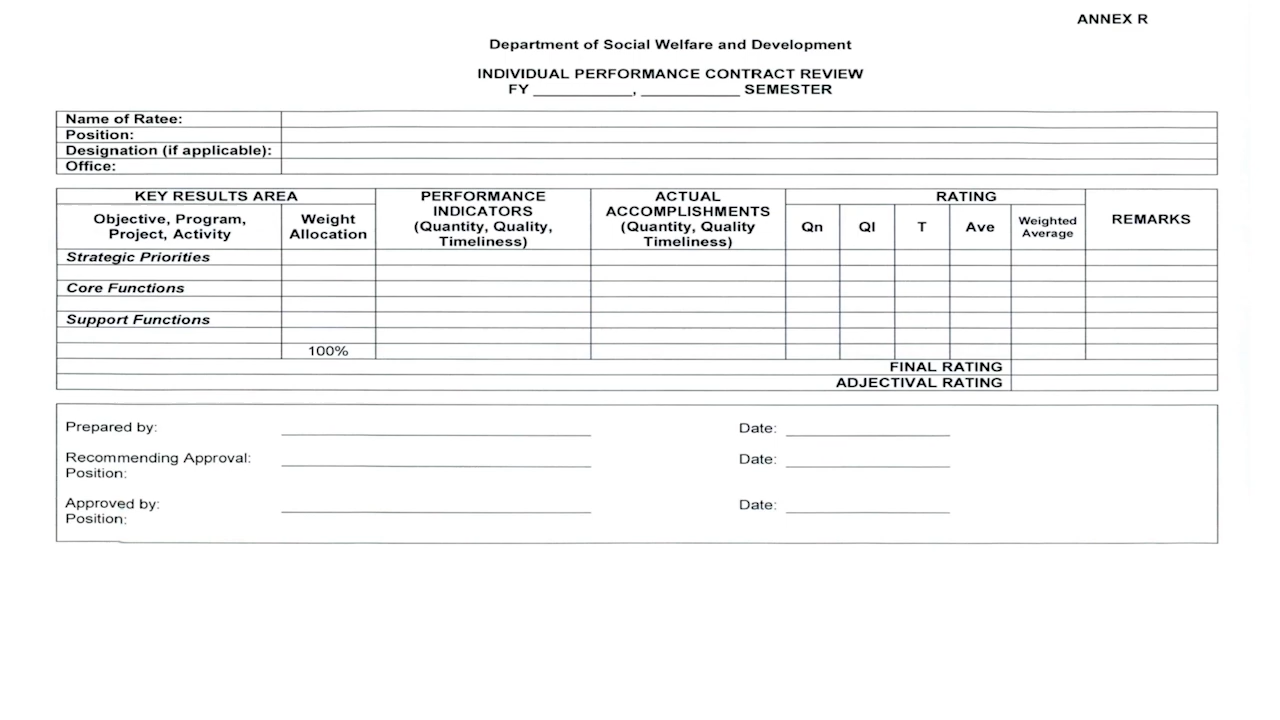 ANNEX R
Department of Social Welfare and Development
INDIVIDUAL PERFORMANCE CONTRACT REVIEW
FY ___________, ___________ SEMESTER
Name of Ratee:
Position:
Designation (if applicable):
Office:
KEY RESULTS AREA
Objective, Program,
Project, Activity
Weight
Allocation
PERFORMANCE
INDICATORS
(Quantity, Quality,
Timeliness)
ACTUAL
ACCOMPLISHMENTS
(Quantity, Quality
Timeliness)
RATING
Qn
Ql
T
Ave
Weighted
Average
REMARKS
Strategic Priorities
Core Functions
Support Functions
100%
FINAL RATING
ADJECTIVAL RATING
Prepared by:
Date:
Recommending Approval:
Date:
Position:
Approved by:
Date:
Position: